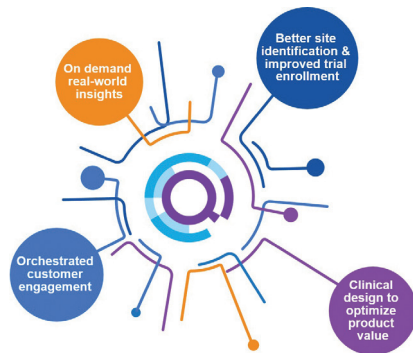 Better site
identification &
improved trial
enrollment
On demand
real-world
insights
Orchestrated
customer
engagement
Clinical design to
optimize
product
value